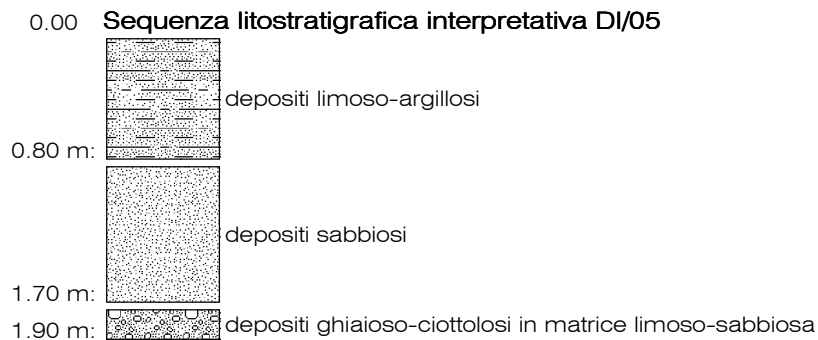 0.00 Sequenza litostratigrafica interpretativa DI/05
depositi limoso-argillosi
0.80 m:
depositi sabbiosi
1.70 m:
depositi ghiaioso-ciottolosi in matrice limoso-sabbiosa
1.90 m: